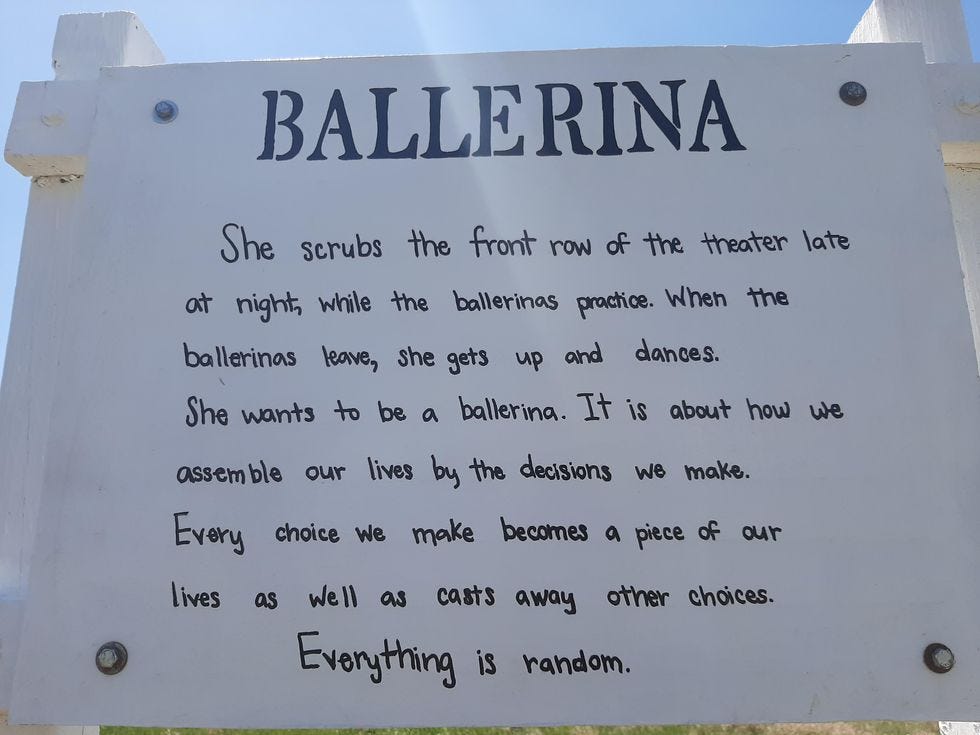 BALLERINA
She scrubs the front row of the theater late
at night, while the ballerinas practice. When the
ballerinas leave, she gets up and dances.
She wants to be a ballerina. It is about how we
assemble our lives by the decisions we make.
Every choice we make becomes a piece of our
lives as well as casts away other choices.
Everything is random.